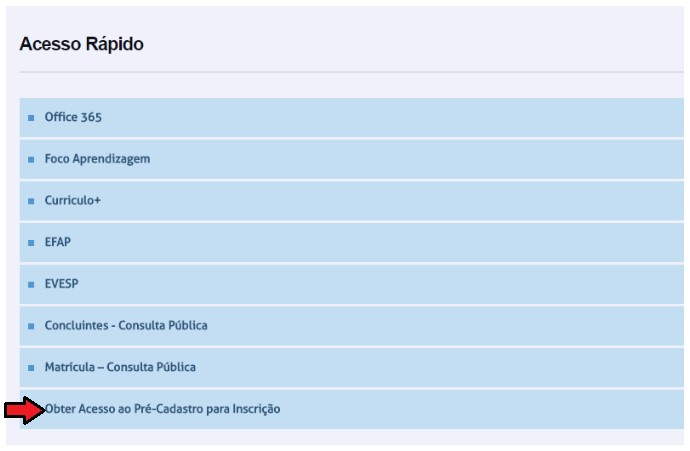 Acesso Rápido
Office 365
Foco Aprendizagem
Curriculo+
EFAP
EVESP
Concluintes - Consulta Pública
Matrícula – Consulta Pública
Obter Acesso ao Pré-Cadastro para Inscrição